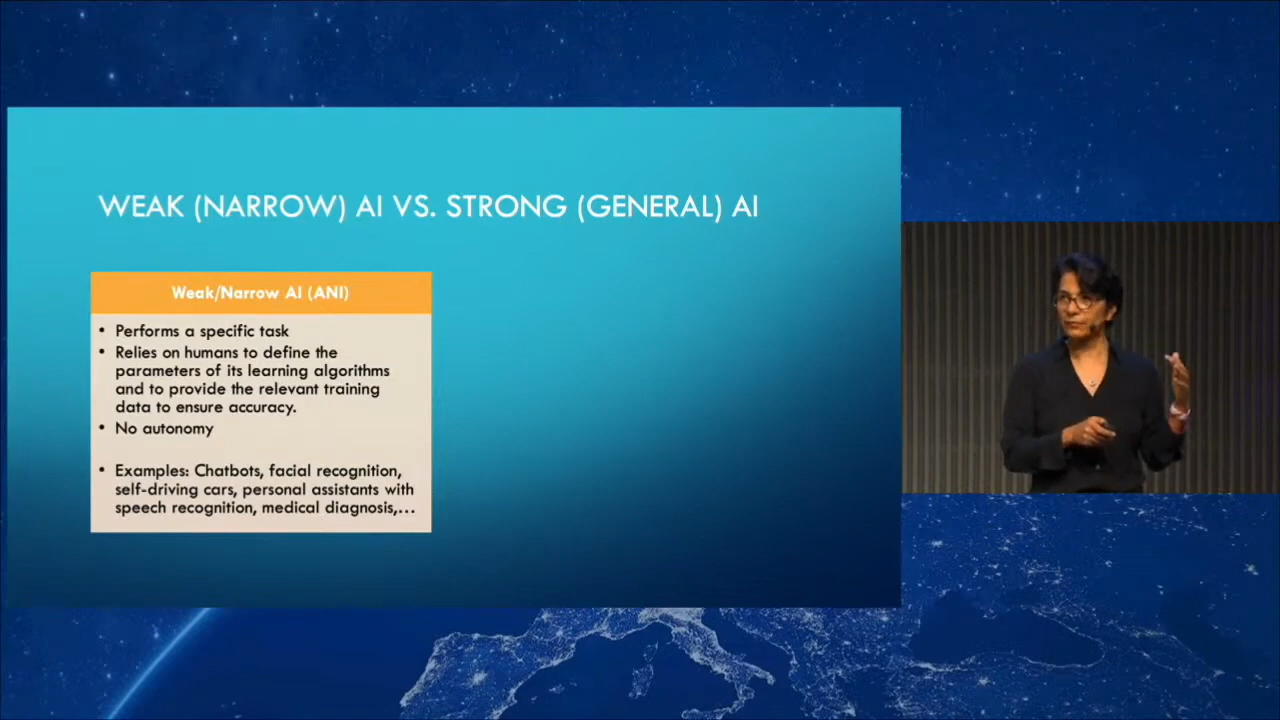 WEAK (NARROW) AI VS. STRONG (GENERAL) AI
Weak/Narrow AI (ANI)
• Performs a specific task
• Relies on humans to define the
parameters of its learning algorithms
and to provide the relevant training
data to ensure accuracy.
• No autonomy
• Examples: Chatbots, facial recognition,
self-driving cars, personal assistants with
speech recognition, medical diagnosis,...